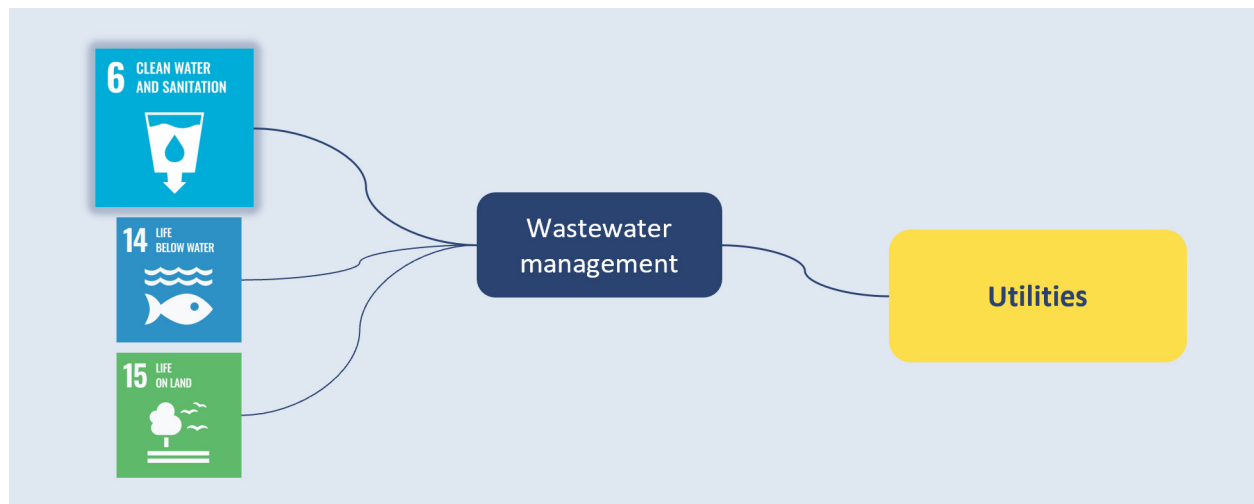 6 CLEAN WATER
AND SANITATION
14 LIFE
BELOW WATER
15 LIFE
ON LAND
Wastewater
management
Utilities